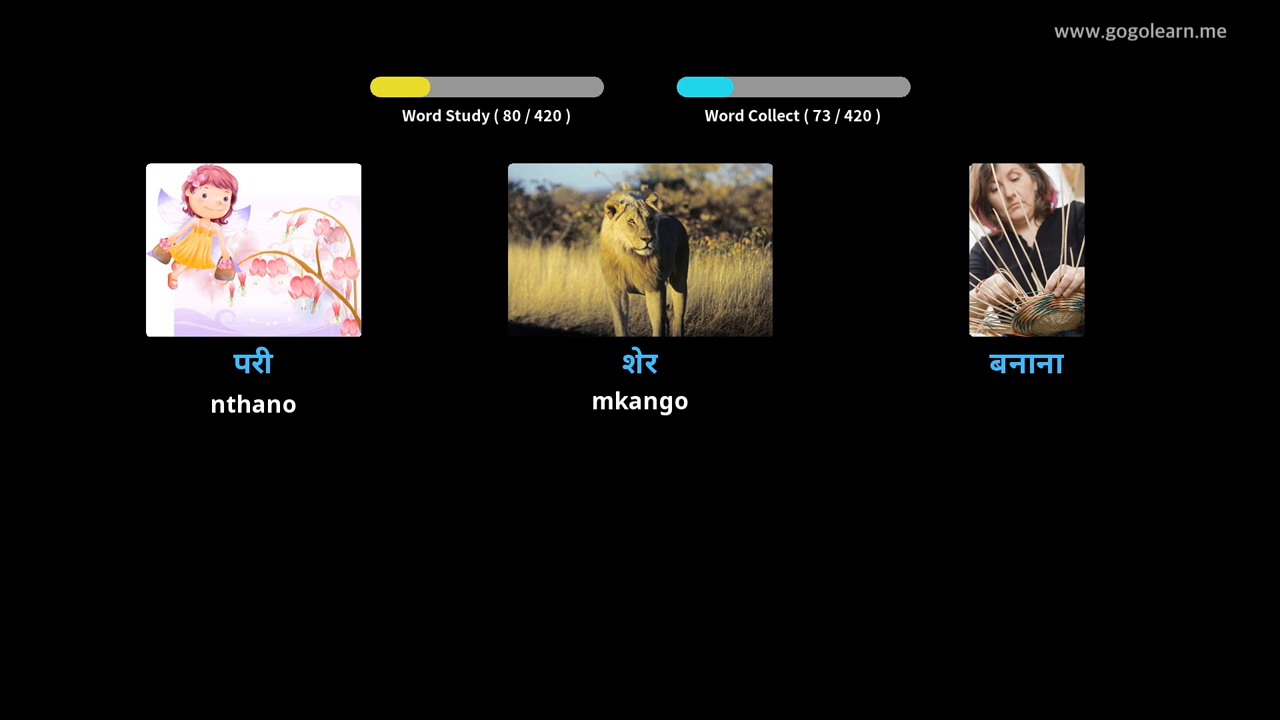 www.gogolearn.me
Word Study ( 80 / 420 )
Word Collect ( 73 / 420 )
परी
शेर
बनाना
nthano
mkango